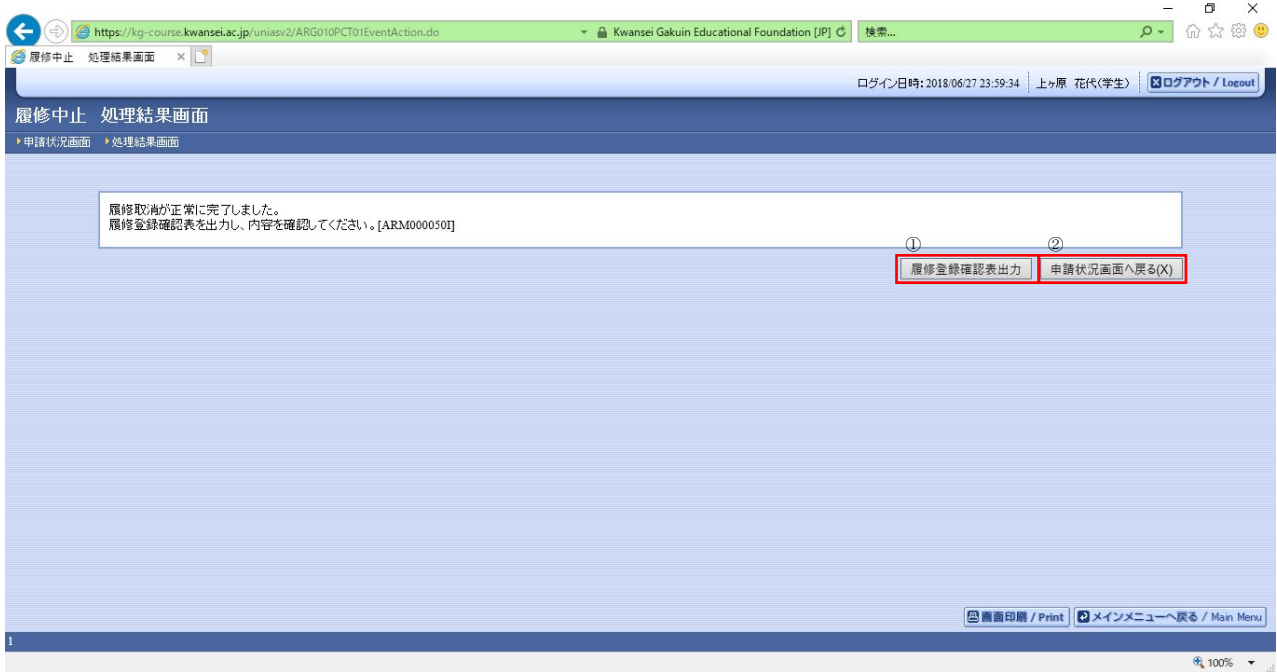 https://kg-course.kwansei.ac.jp/uniasv2/ARG010PCT01EventAction.do
Kwansei Gakuin Educational Foundation [JP]
検索...
履修中止 処理結果画面
ログイン日時: 2018/06/27 23:59:34
上ヶ原 花代(学生)
ログアウト / Logout
履修中止 処理結果画面
申請状況画面 処理結果画面
履修取消が正常に完了しました。
履修登録確認表を出力し、内容を確認してください。[ARM000050I]
① ②
履修登録確認表出力 申請状況画面へ戻る(X)
画面印刷 / Print メインメニューへ戻る / Main Menu
1
100%